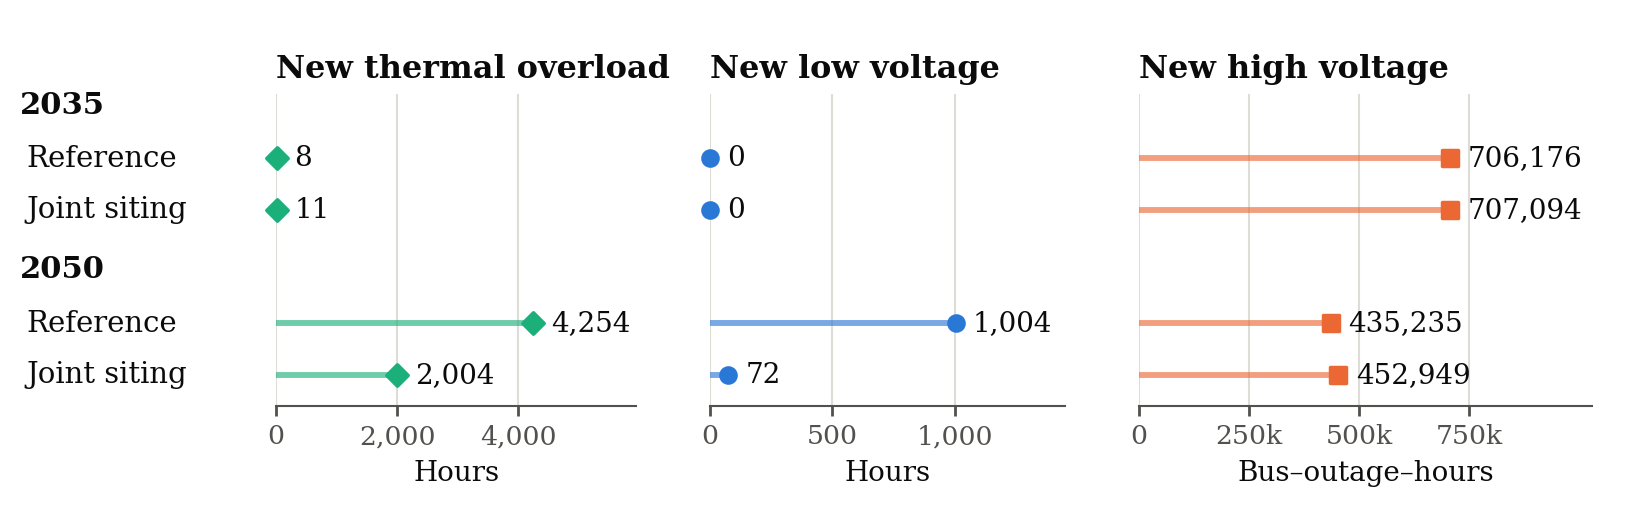 New thermal overload New low voltage New high voltage
2035
Reference 8 0 706,176
Joint siting 11 0 707,094
2050
Reference 4,254 1,004 435,235
Joint siting 2,004 72 452,949
0 2,000 4,000 0 500 1,000 0 250k 500k 750k
Hours Hours Bus–outage–hours